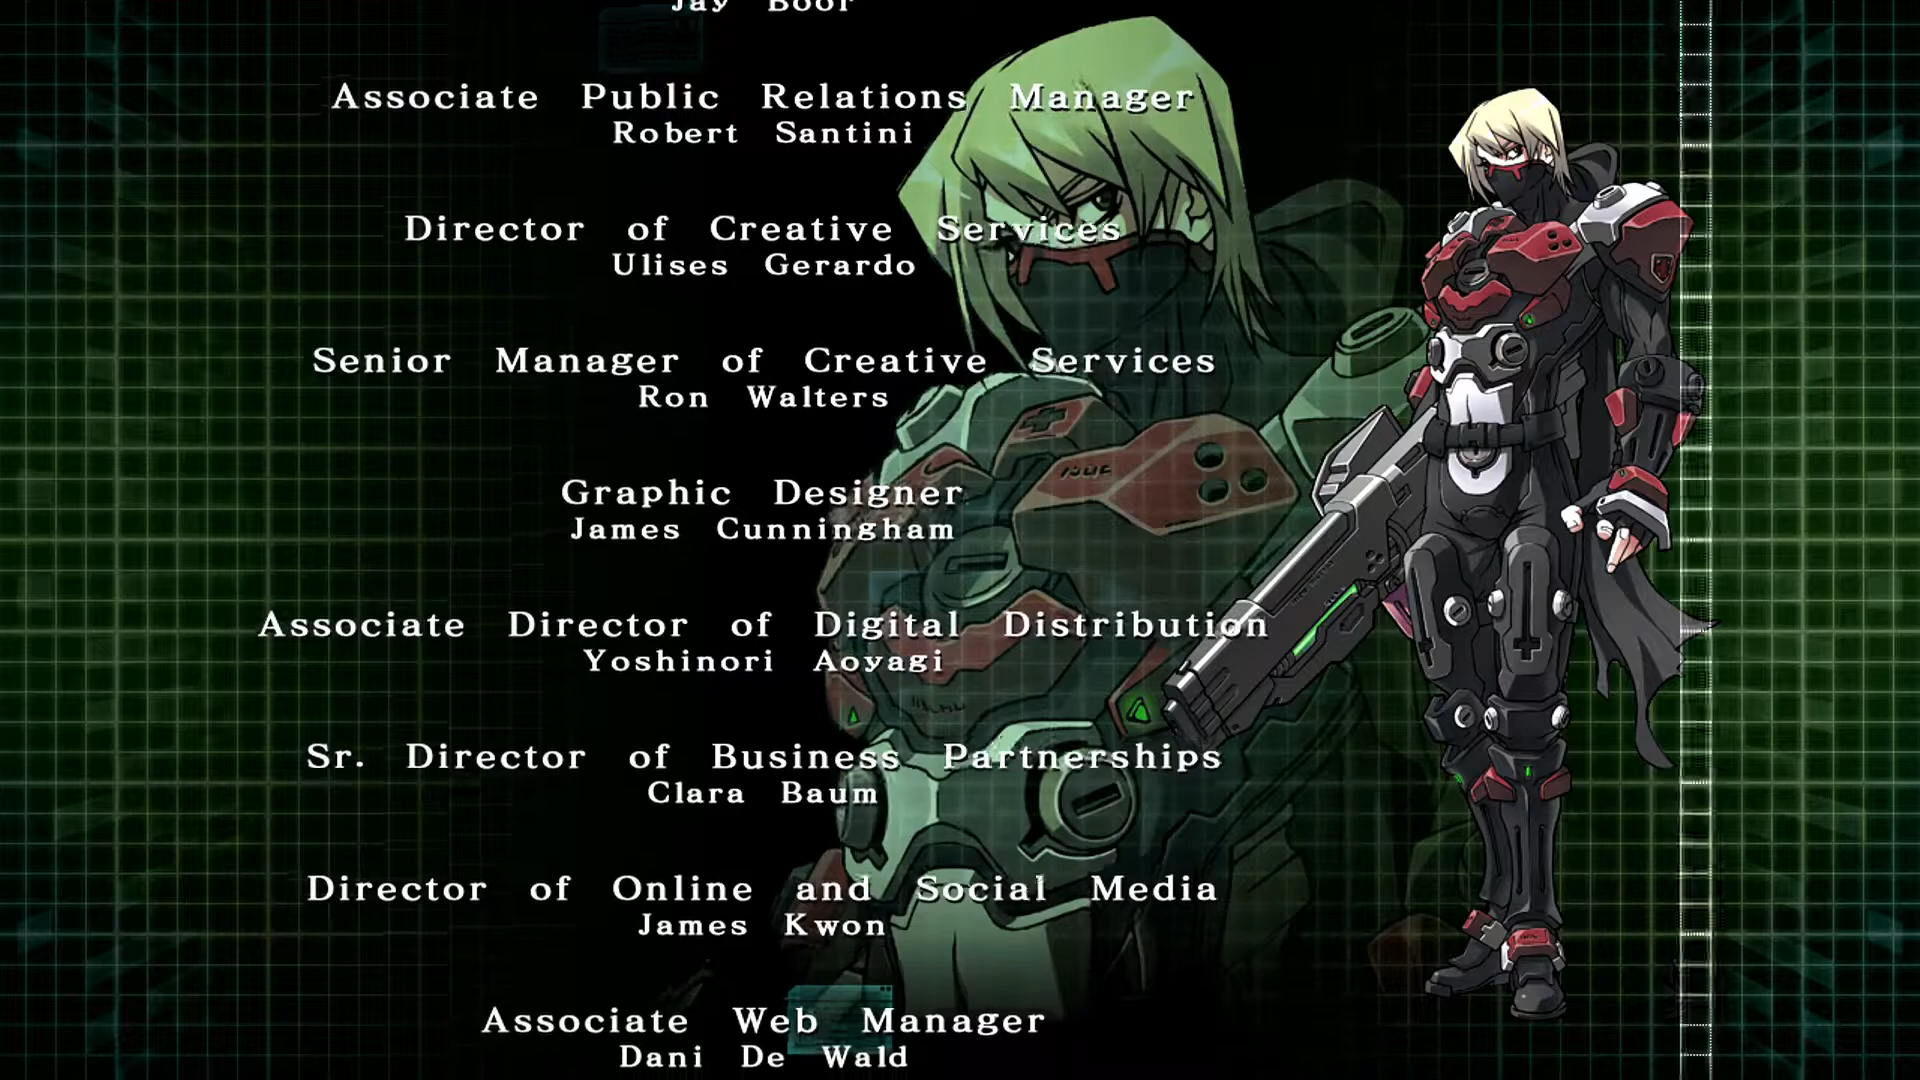 Jay Boor
Associate Public Relations Manager
Robert Santini
Director of Creative Services
Ulises Gerardo
Senior Manager of Creative Services
Ron Walters
Graphic Designer
James Cunningham
Associate Director of Digital Distribution
Yoshinori Aoyagi
Sr. Director of Business Partnerships
Clara Baum
Director of Online and Social Media
James Kwon
Associate Web Manager
Dani De Wald